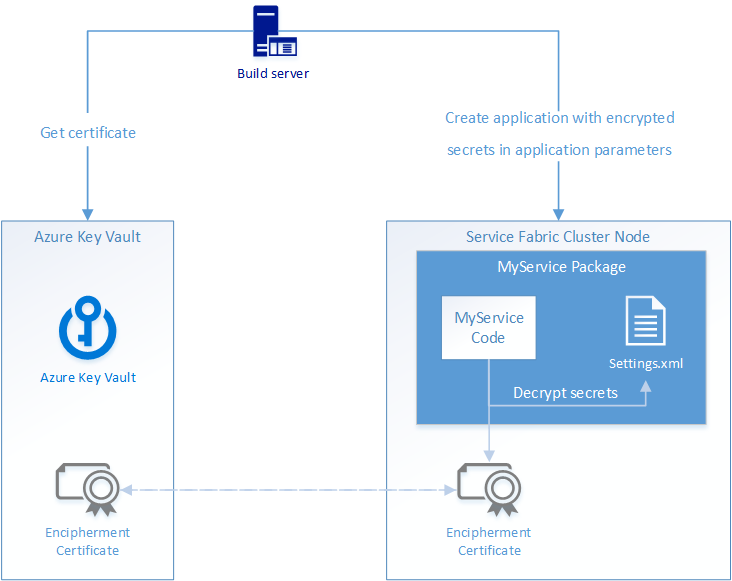 Build server
Get certificate
Create application with encrypted
secrets in application parameters
Azure Key Vault
Azure Key Vault
Encipherment
Certificate
Service Fabric Cluster Node
MyService Package
MyService
Code
Settings.xml
Decrypt secrets
Encipherment
Certificate